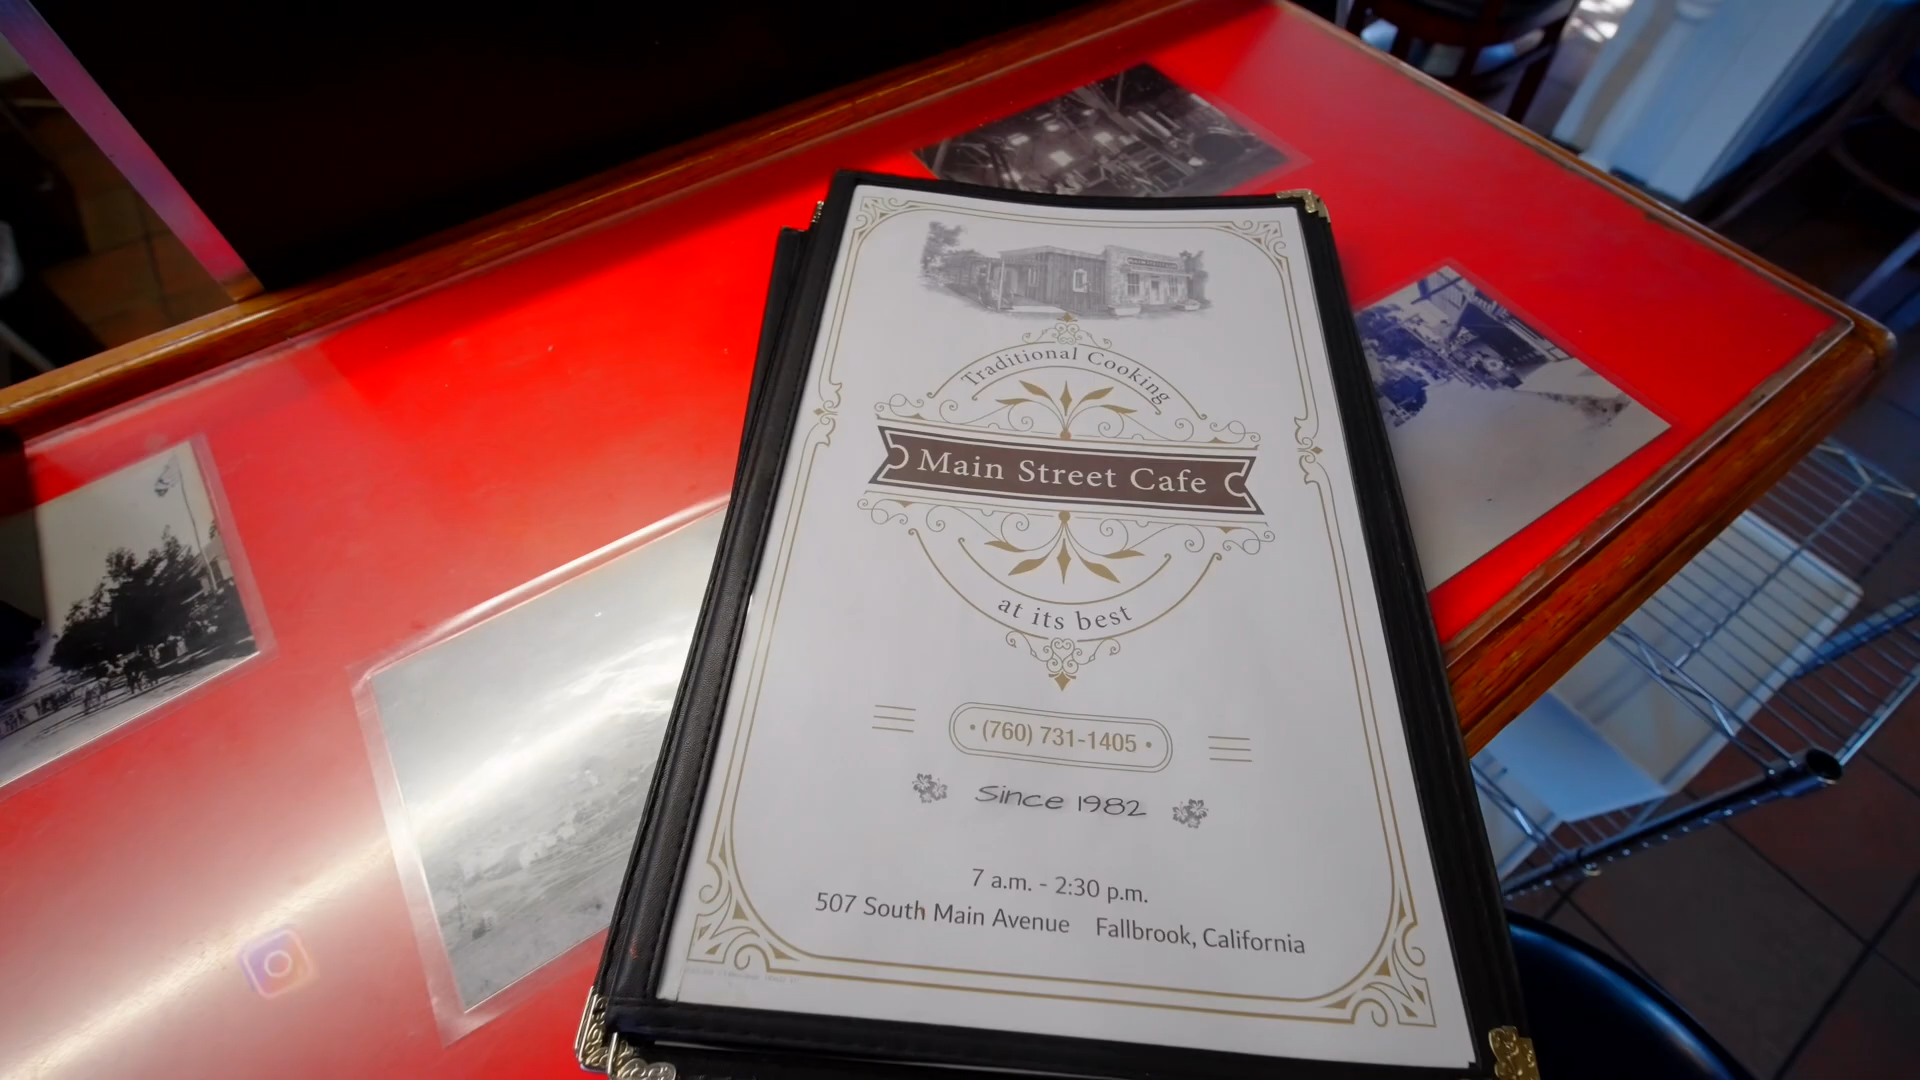 Traditional Cooking
Main Street Cafe
at its best
• (760) 731-1405 •
Since 1982
7 a.m. - 2:30 p.m.
507 South Main Avenue Fallbrook, California